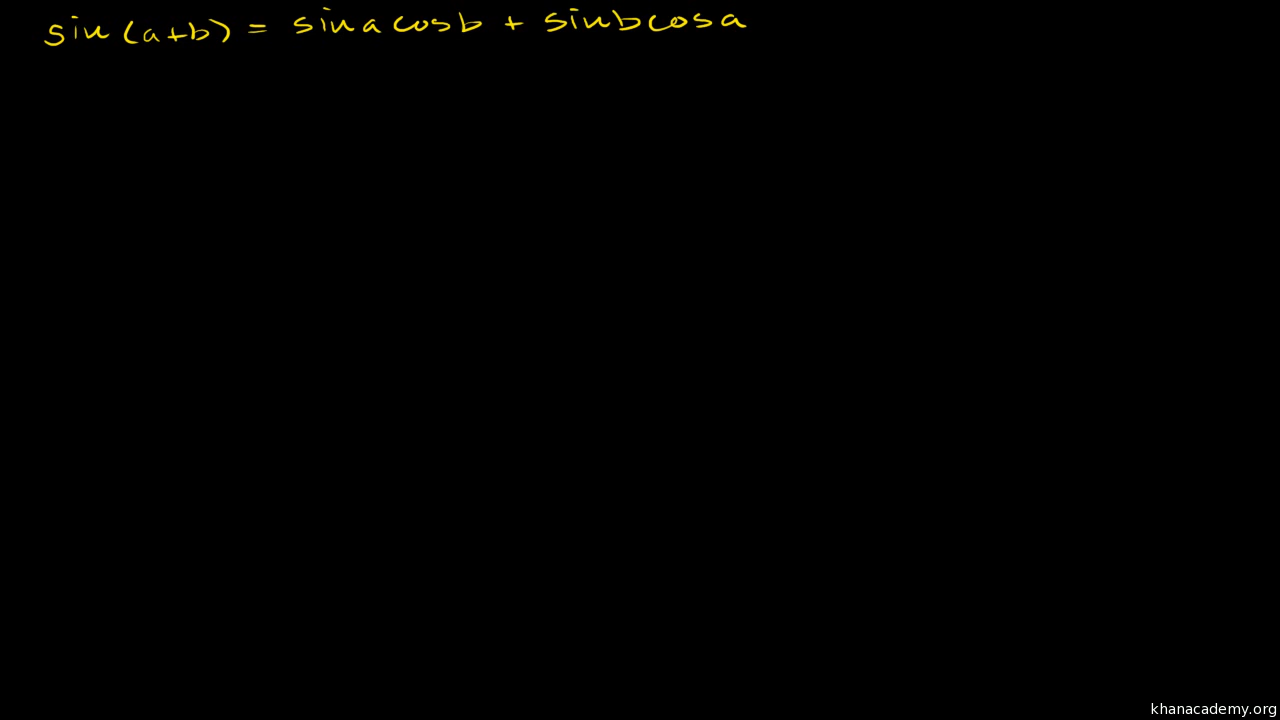 sin(a+b) = sinacosb + sinbcosa
khanacademy.org